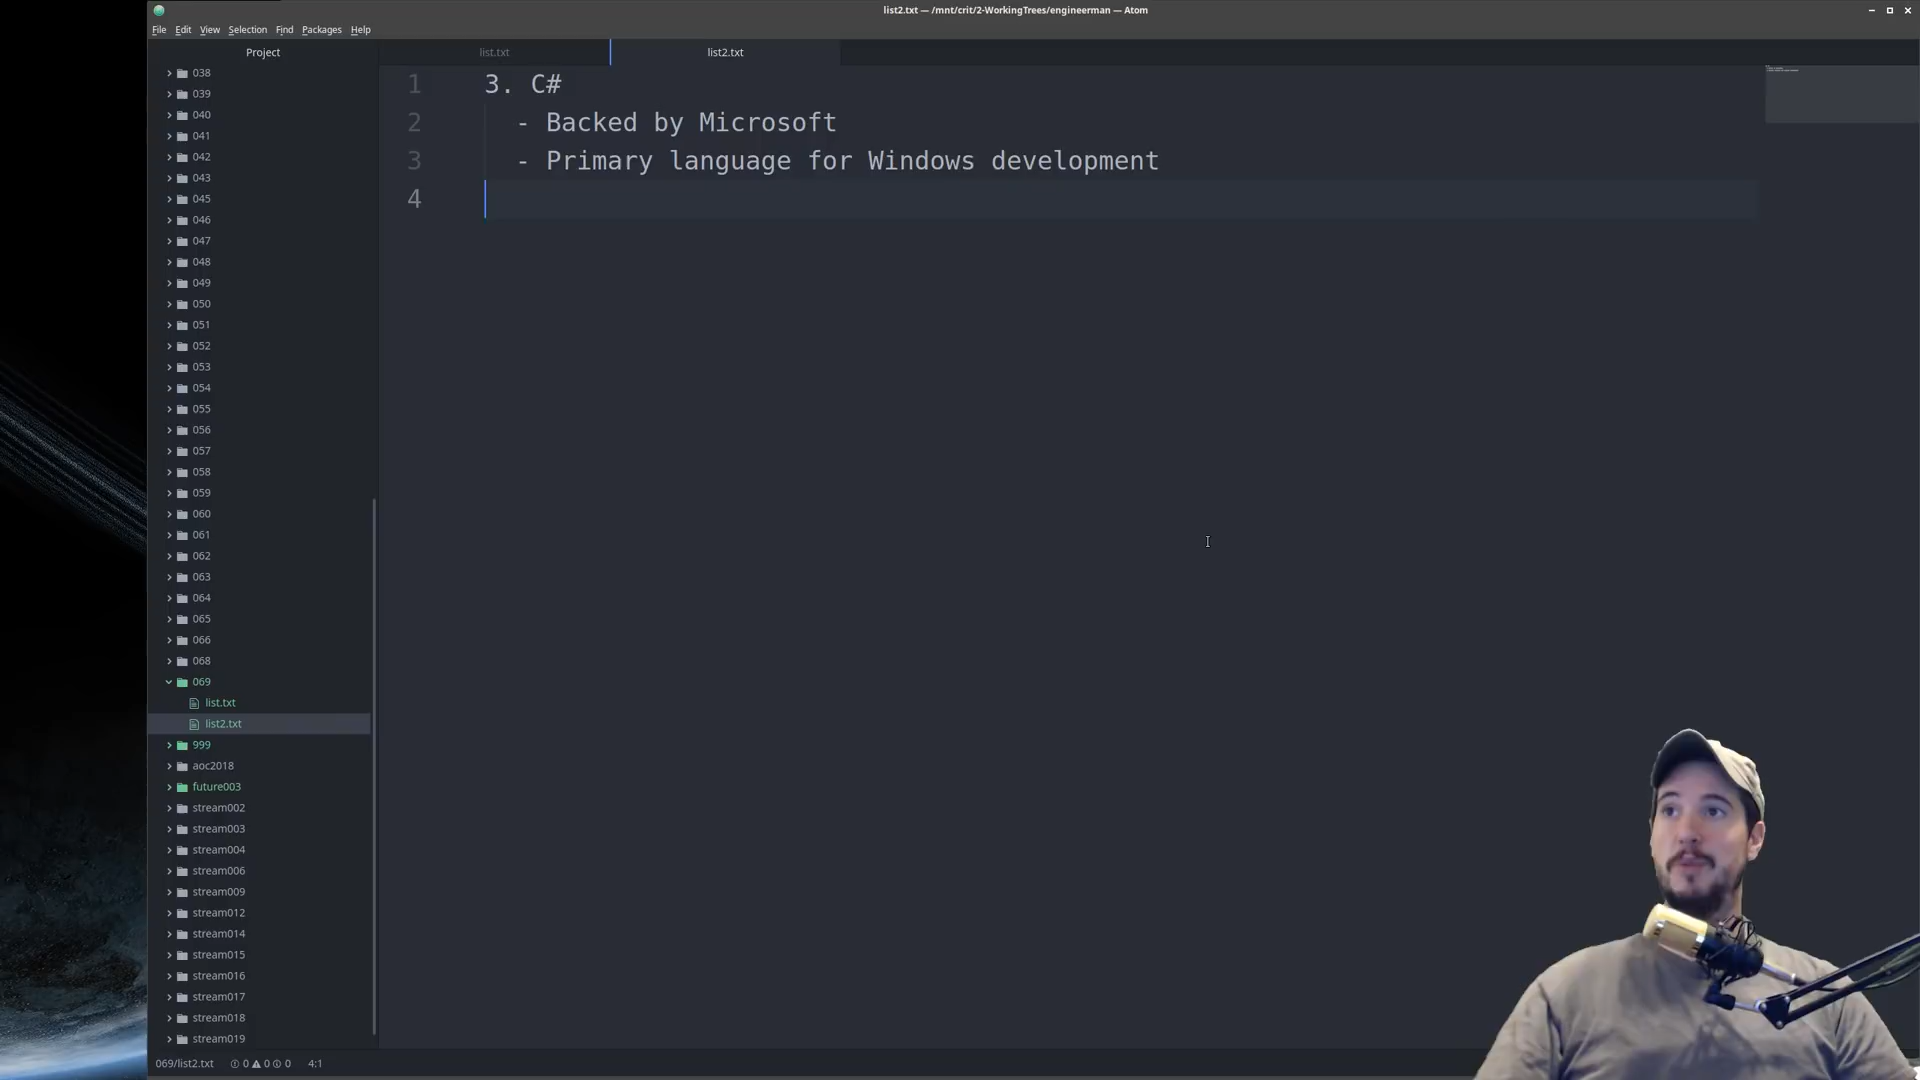 list2.txt — /mnt/crit/2-WorkingTrees/engineerman — Atom
File Edit View Selection Find Packages Help
Project
list.txt
list2.txt
038
039
040
041
042
043
045
046
047
048
049
050
051
052
053
054
055
056
057
058
059
060
061
062
063
064
065
066
068
069
list.txt
list2.txt
999
aoc2018
future003
stream002
stream003
stream004
stream006
stream009
stream012
stream014
stream015
stream016
stream017
stream018
stream019
1 3. C#
2 - Backed by Microsoft
3 - Primary language for Windows development
4
069/list2.txt 0 0 0 4:1